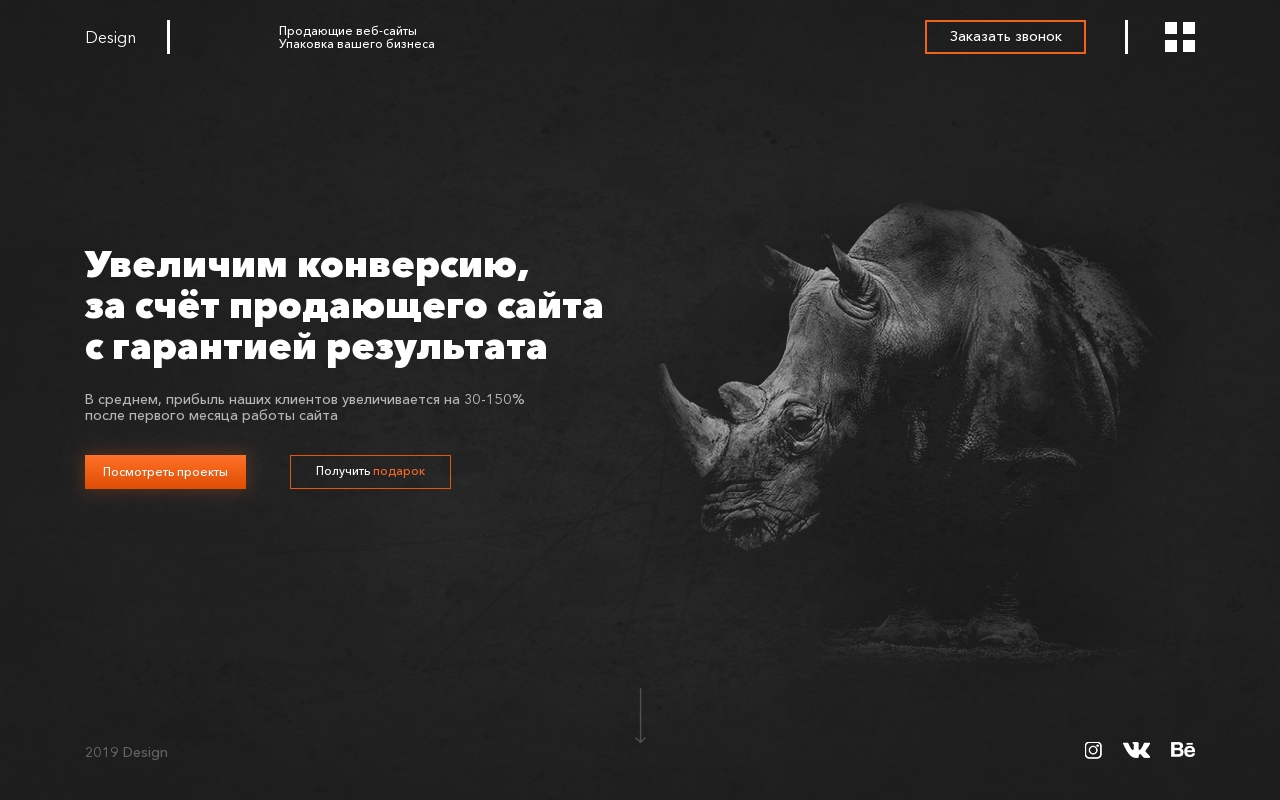 Design
Продающие веб-сайты
Упаковка вашего бизнеса
Заказать звонок
Увеличим конверсию,
за счёт продающего сайта
с гарантией результата
В среднем, прибыль наших клиентов увеличивается на 30-150%
после первого месяца работы сайта
Посмотреть проекты
Получить подарок
2019 Design
Bē